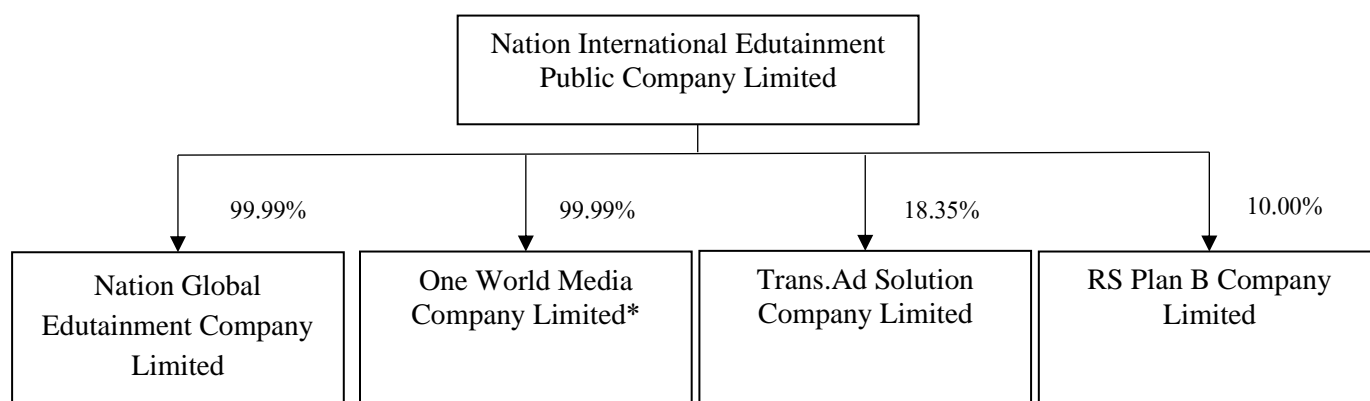 Nation International Edutainment
Public Company Limited
99.99%
99.99%
18.35%
10.00%
Nation Global
Edutainment Company
Limited
One World Media
Company Limited*
Trans.Ad Solution
Company Limited
RS Plan B Company
Limited